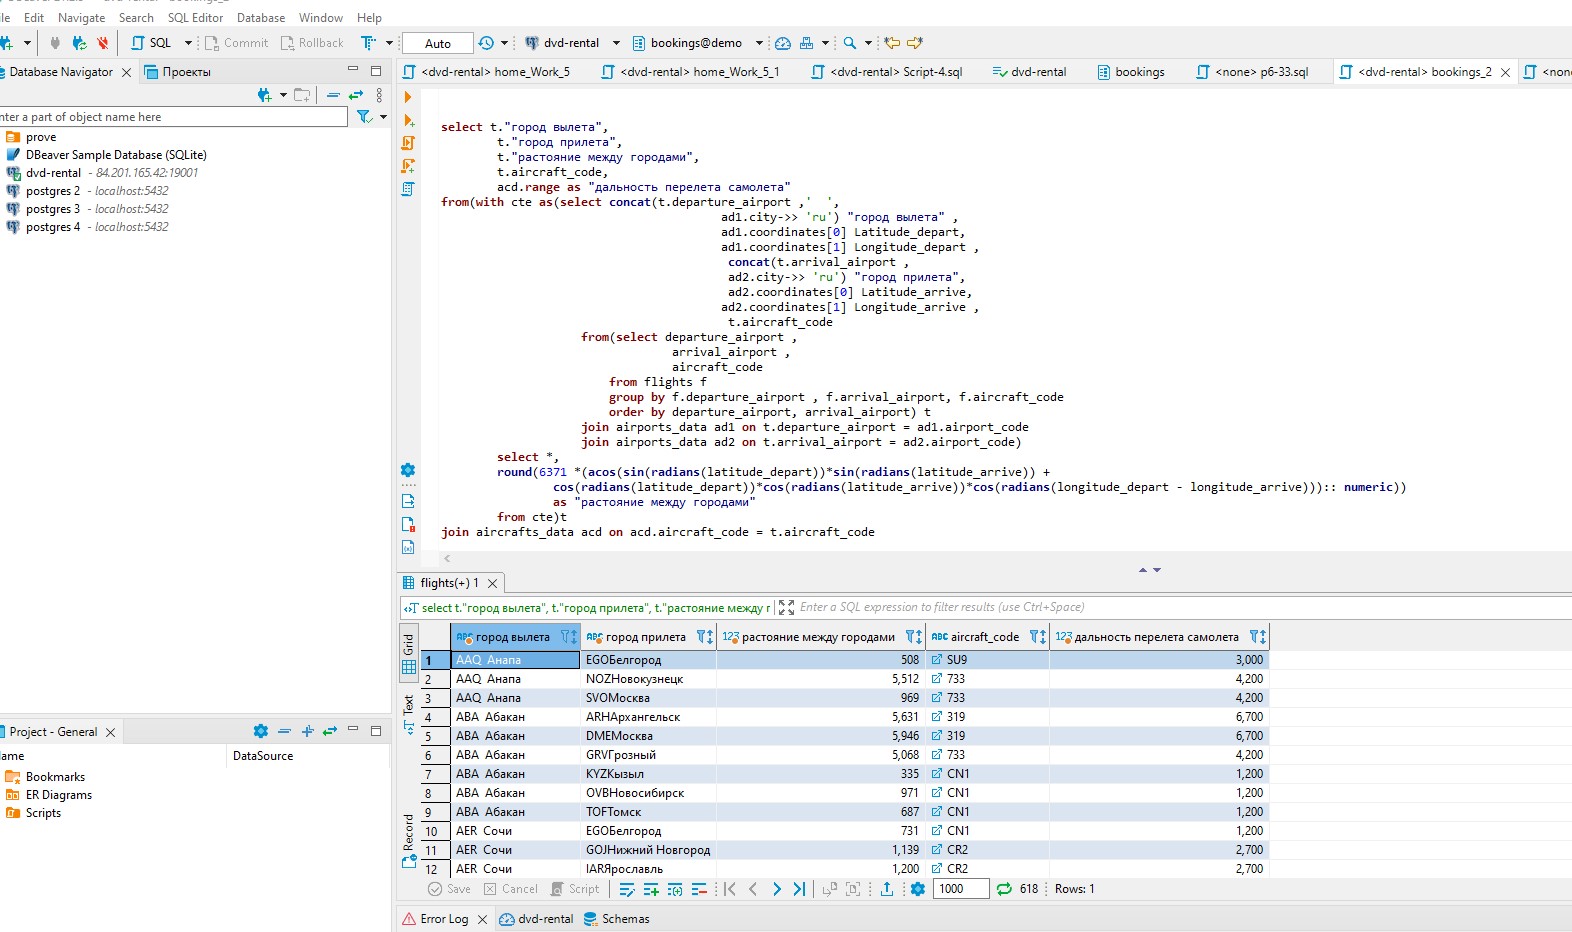 Edit Navigate Search SQL Editor Database Window Help
SQL Commit Rollback Auto dvd-rental bookings@demo
Database Navigator Проекты
<dvd-rental> home_Work_5 <dvd-rental> home_Work_5_1 <dvd-rental> Script-4.sql dvd-rental bookings <none> p6-33.sql <dvd-rental> bookings_2
nter a part of object name here
prove
DBeaver Sample Database (SQLite)
dvd-rental - 84.201.165.42:19001
postgres 2 - localhost:5432
postgres 3 - localhost:5432
postgres 4 - localhost:5432
select t."город вылета",
t."город прилета",
t."растояние между городами",
t.aircraft_code,
acd.range as "дальность перелета самолета"
from(with cte as(select concat(t.departure_airport ,'  ',
ad1.city->> 'ru') "город вылета" ,
ad1.coordinates[0] Latitude_depart,
ad1.coordinates[1] Longitude_depart ,
concat(t.arrival_airport ,
ad2.city->> 'ru') "город прилета",
ad2.coordinates[0] Latitude_arrive,
ad2.coordinates[1] Longitude_arrive ,
t.aircraft_code
from(select departure_airport ,
arrival_airport ,
aircraft_code
from flights f
group by f.departure_airport , f.arrival_airport, f.aircraft_code
order by departure_airport, arrival_airport) t
join airports_data ad1 on t.departure_airport = ad1.airport_code
join airports_data ad2 on t.arrival_airport = ad2.airport_code)
select *,
round(6371 *(acos(sin(radians(latitude_depart))*sin(radians(latitude_arrive)) +
cos(radians(latitude_depart))*cos(radians(latitude_arrive))*cos(radians(longitude_depart - longitude_arrive))):: numeric))
as "растояние между городами"
from cte)t
join aircrafts_data acd on acd.aircraft_code = t.aircraft_code
flights(+) 1
select t."город вылета", t."город прилета", t."растояние между г Enter a SQL expression to filter results (use Ctrl+Space)
Grid
Text
Record
город вылета город прилета растояние между городами aircraft_code дальность перелета самолета
1 AAQ Анапа EGOБелгород 508 SU9 3,000
2 AAQ Анапа NOZНовокузнецк 5,512 733 4,200
3 AAQ Анапа SVOМосква 969 733 4,200
4 ABA Абакан ARHАрхангельск 5,631 319 6,700
5 ABA Абакан DMEМосква 5,946 319 6,700
6 ABA Абакан GRVГрозный 5,068 733 4,200
7 ABA Абакан KYZКызыл 335 CN1 1,200
8 ABA Абакан OVBНовосибирск 971 CN1 1,200
9 ABA Абакан TOFТомск 687 CN1 1,200
10 AER Сочи EGOБелгород 731 CN1 1,200
11 AER Сочи GOJНижний Новгород 1,139 CR2 2,700
12 AER Сочи IARЯрославль 1,200 CR2 2,700
Save Cancel Script 1000 618 Rows: 1
Error Log dvd-rental Schemas
Project - General
ame DataSource
Bookmarks
ER Diagrams
Scripts